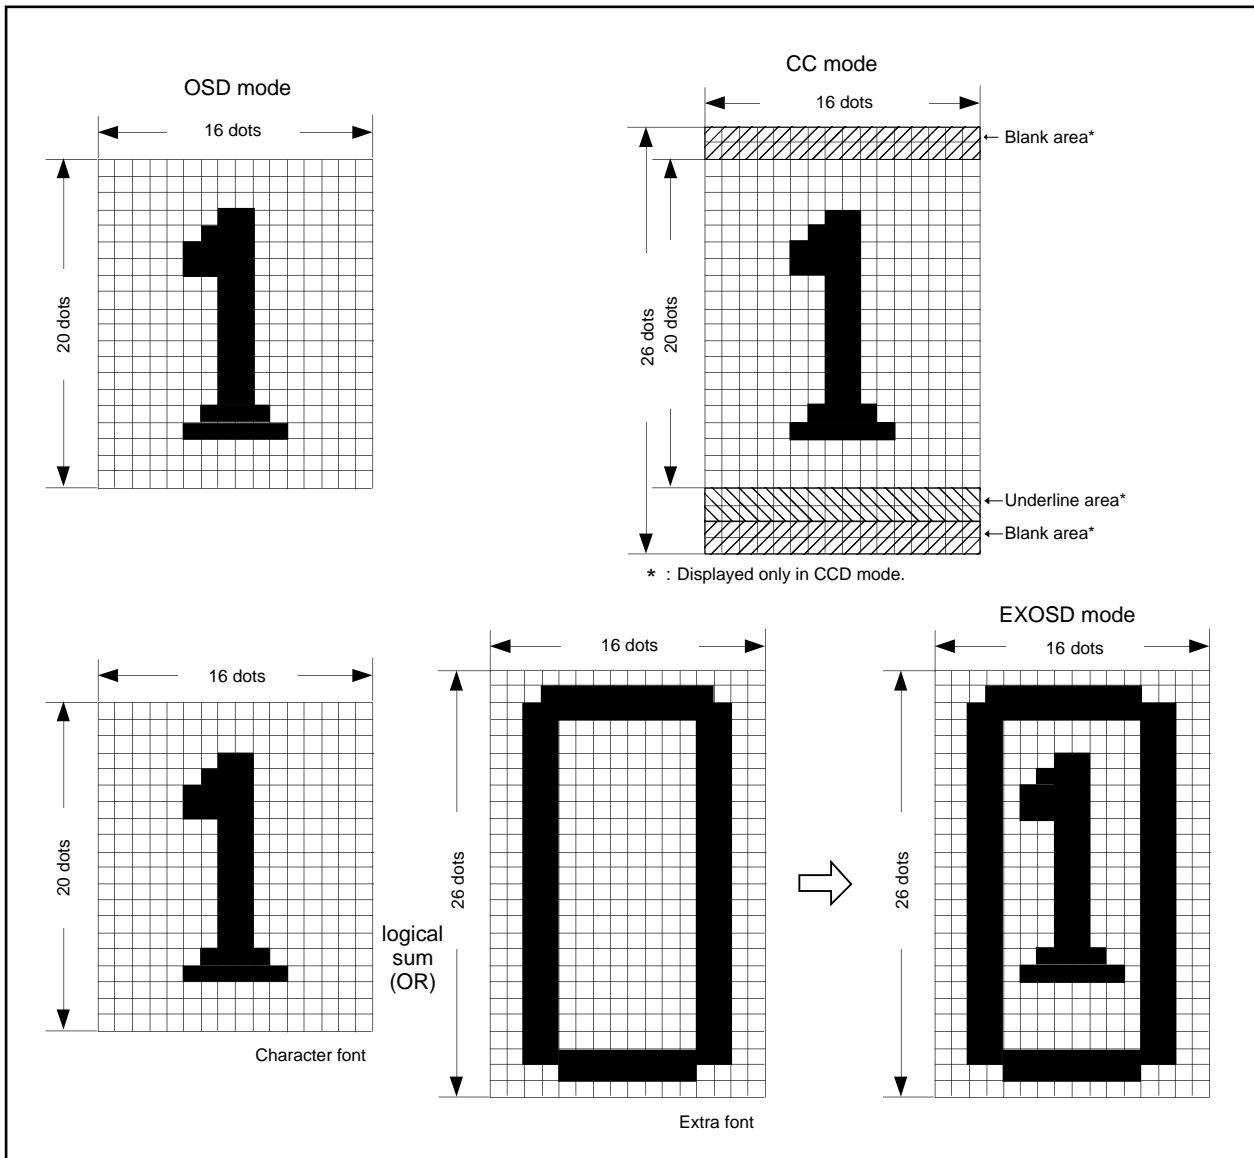 OSD mode
16 dots
20 dots
CC mode
16 dots
Blank area*
26 dots
20 dots
Underline area*
Blank area*
* : Displayed only in CCD mode.
16 dots
20 dots
Character font
logical
sum
(OR)
16 dots
26 dots
Extra font
EXOSD mode
16 dots
26 dots